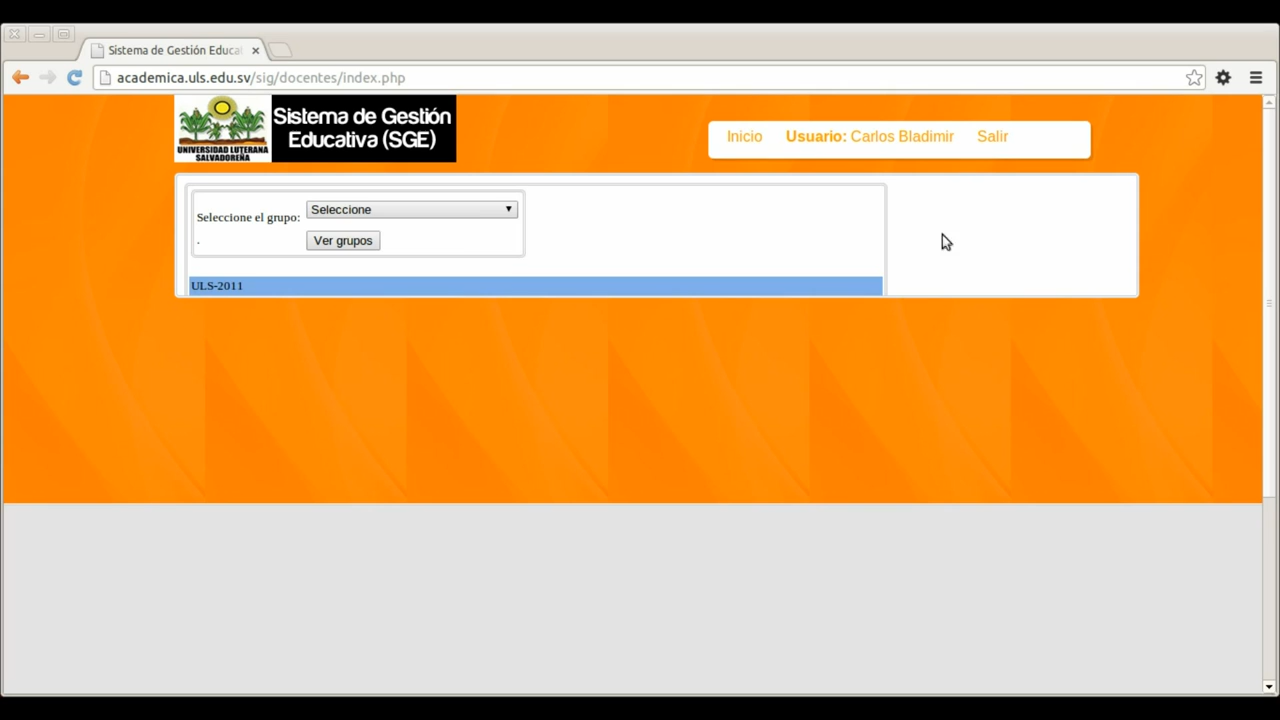 Sistema de Gestión Educa
academica.uls.edu.sv/sig/docentes/index.php
UNIVERSIDAD LUTERANA
SALVADOREÑA
Sistema de Gestión
Educativa (SGE)
Inicio Usuario: Carlos Bladimir Salir
Seleccione el grupo: Seleccione
. Ver grupos
ULS-2011